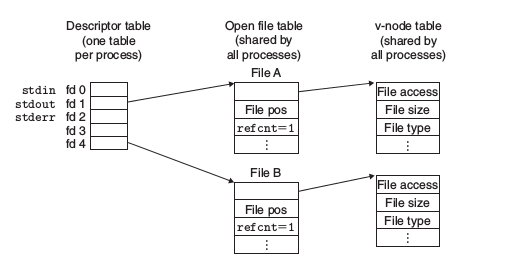 Descriptor table
(one table
per process)
Open file table
(shared by
all processes)
v-node table
(shared by
all processes)
stdin fd 0
stdout fd 1
stderr fd 2
fd 3
fd 4
File A
File pos
refcnt=1
⋮
File access
File size
File type
⋮
File B
File pos
refcnt=1
⋮
File access
File size
File type
⋮